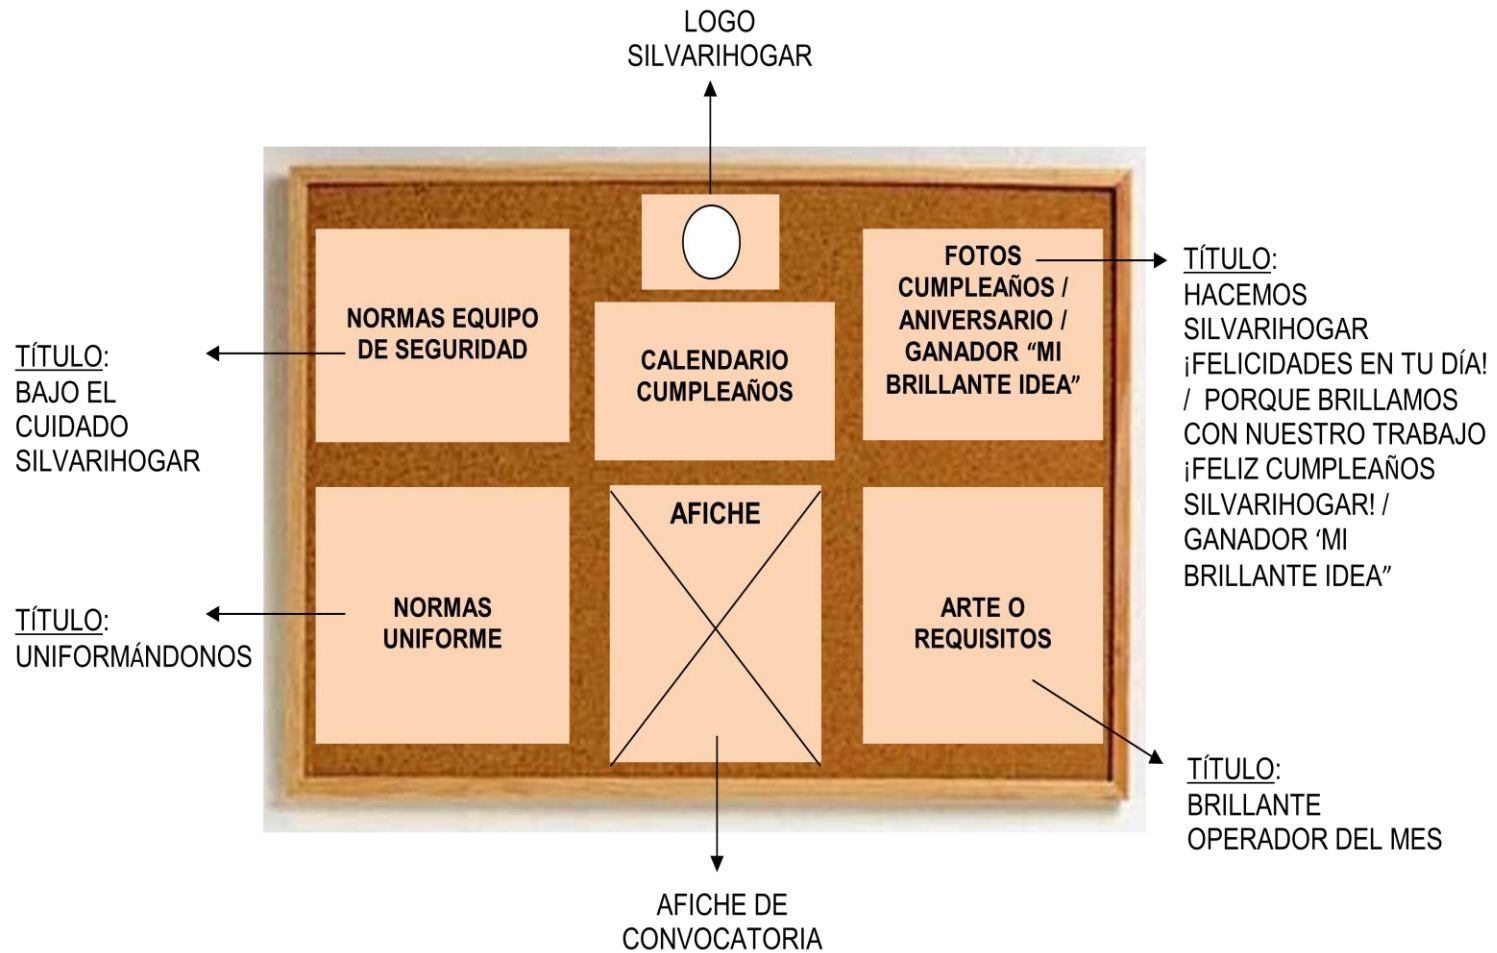 LOGO
SILVARIHOGAR
NORMAS EQUIPO
DE SEGURIDAD
CALENDARIO
CUMPLEAÑOS
FOTOS
CUMPLEAÑOS /
ANIVERSARIO /
GANADOR “MI
BRILLANTE IDEA”
TÍTULO:
HACEMOS
SILVARIHOGAR
¡FELICIDADES EN TU DÍA!
/ PORQUE BRILLAMOS
CON NUESTRO TRABAJO
¡FELIZ CUMPLEAÑOS
SILVARIHOGAR! /
GANADOR ‘MI
BRILLANTE IDEA”
TÍTULO:
BAJO EL
CUIDADO
SILVARIHOGAR
NORMAS
UNIFORME
AFICHE
ARTE O
REQUISITOS
TÍTULO:
UNIFORMÁNDONOS
TÍTULO:
BRILLANTE
OPERADOR DEL MES
AFICHE DE
CONVOCATORIA